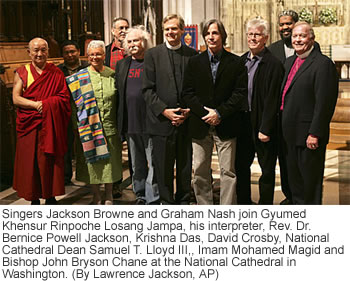 Singers Jackson Browne and Graham Nash join Gyumed
Khensur Rinpoche Losang Jampa, his interpreter, Rev. Dr.
Bernice Powell Jackson, Krishna Das, David Crosby, National
Cathedral Dean Samuel T. Lloyd III,, Imam Mohamed Magid and
Bishop John Bryson Chane at the National Cathedral in
Washington. (By Lawrence Jackson, AP)